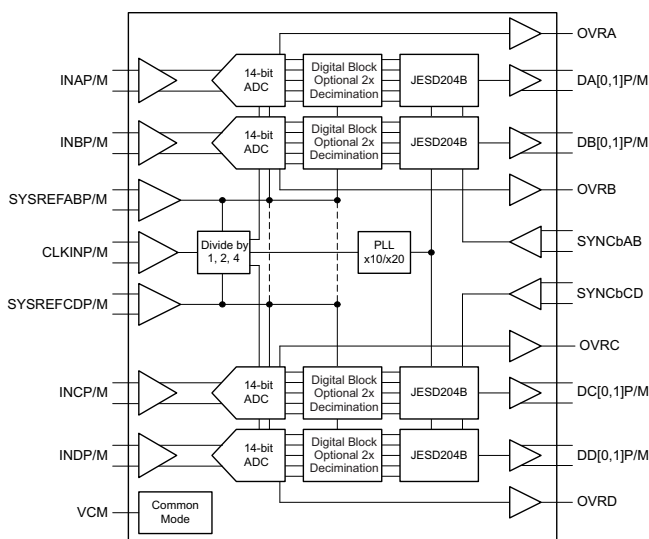 OVRA
INAP/M
14-bit
ADC
Digital Block
Optional 2x
Decimination
JESD204B
DA[0,1]P/M
INBP/M
14-bit
ADC
Digital Block
Optional 2x
Decimination
JESD204B
DB[0,1]P/M
SYSREFABP/M
OVRB
CLKINP/M
Divide by
1, 2, 4
PLL
x10/x20
SYNCbAB
SYSREFCDP/M
SYNCbCD
OVRC
INCP/M
14-bit
ADC
Digital Block
Optional 2x
Decimination
JESD204B
DC[0,1]P/M
INDP/M
14-bit
ADC
Digital Block
Optional 2x
Decimination
JESD204B
DD[0,1]P/M
VCM
Common
Mode
OVRD